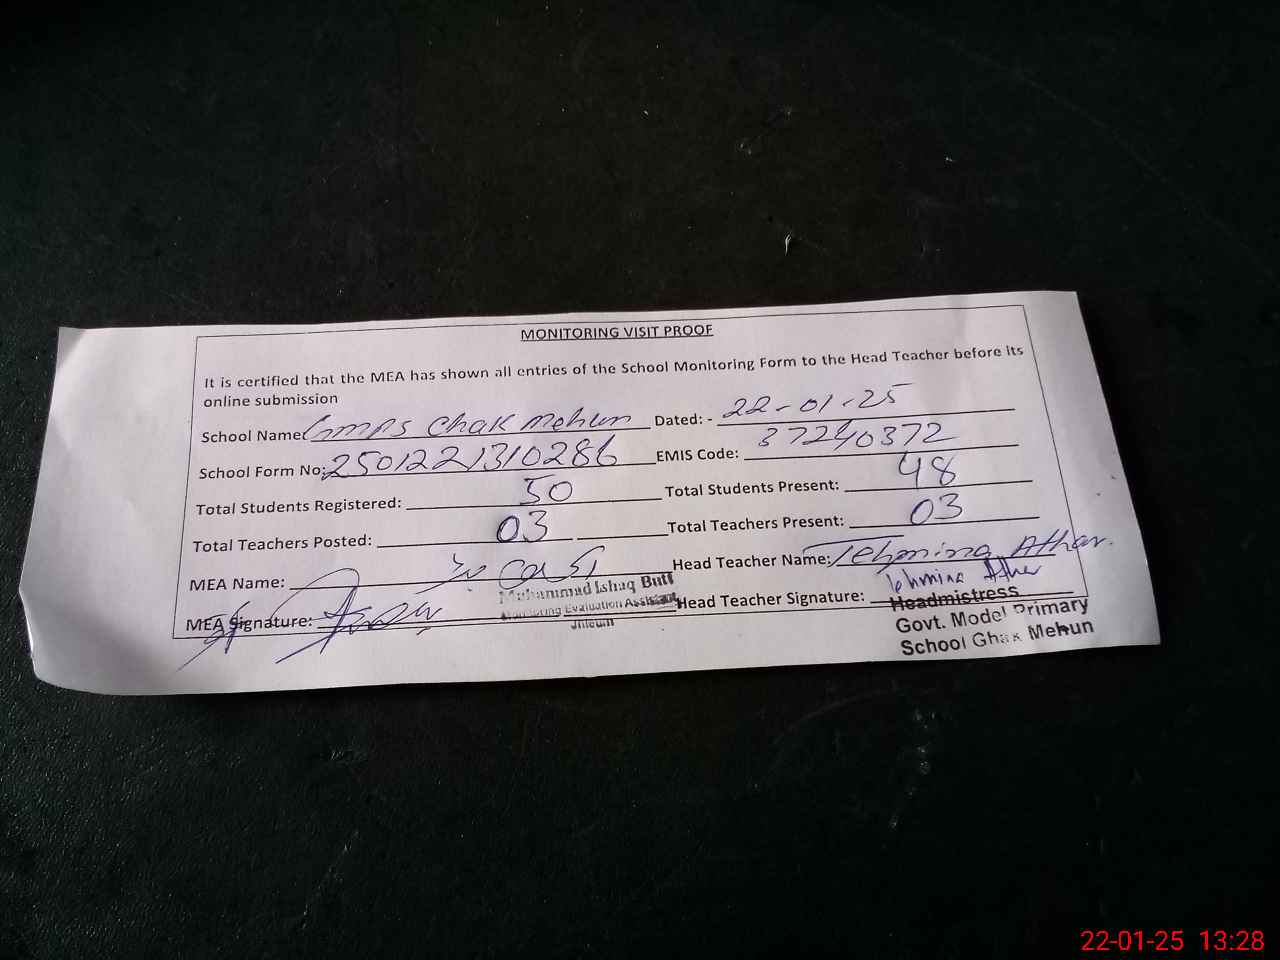 MONITORING VISIT PROOF
It is certified that the MEA has shown all entries of the School Monitoring Form to the Head Teacher before its
online submission
School Name: Gmps Chak Mehun Dated: - 22-01-25
School Form No: 2501221310286 EMIS Code: 37240372
Total Students Registered: 50 Total Students Present: 48
Total Teachers Posted: 03 Total Teachers Present: 03
MEA Name: Head Teacher Name: Tehmina Athar.
Muhammad Ishaq Butt
Monitoring Evaluation Assistant
Jhelum
MEA Signature: Head Teacher Signature: Tehmina Ather
Headmistress
Govt. Model Primary
School Ghak Mehun
22-01-25 13:28